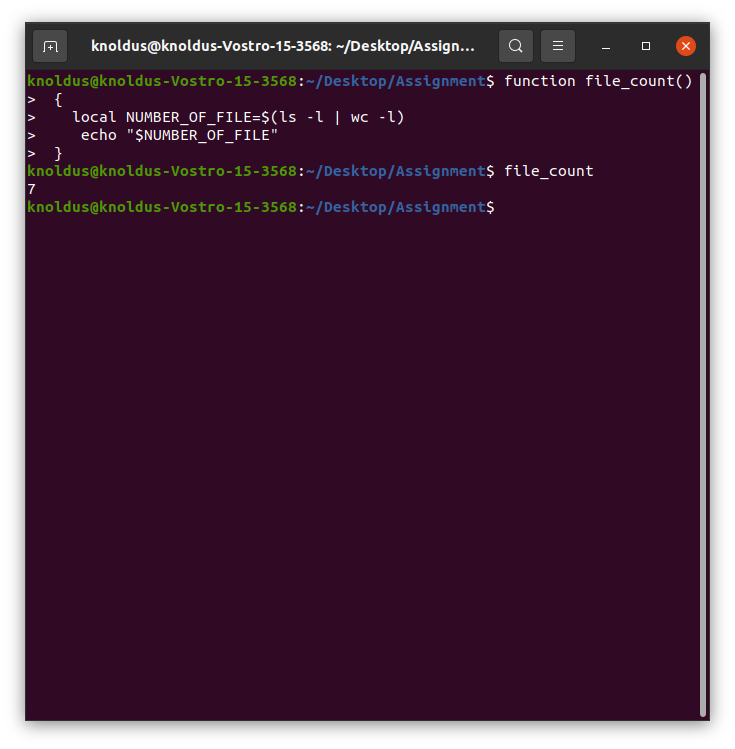 knoldus@knoldus-Vostro-15-3568: ~/Desktop/Assign...
knoldus@knoldus-Vostro-15-3568:~/Desktop/Assignment$ function file_count()
>  {
>    local NUMBER_OF_FILE=$(ls -l | wc -l)
>     echo "$NUMBER_OF_FILE"
>  }
knoldus@knoldus-Vostro-15-3568:~/Desktop/Assignment$ file_count
7
knoldus@knoldus-Vostro-15-3568:~/Desktop/Assignment$